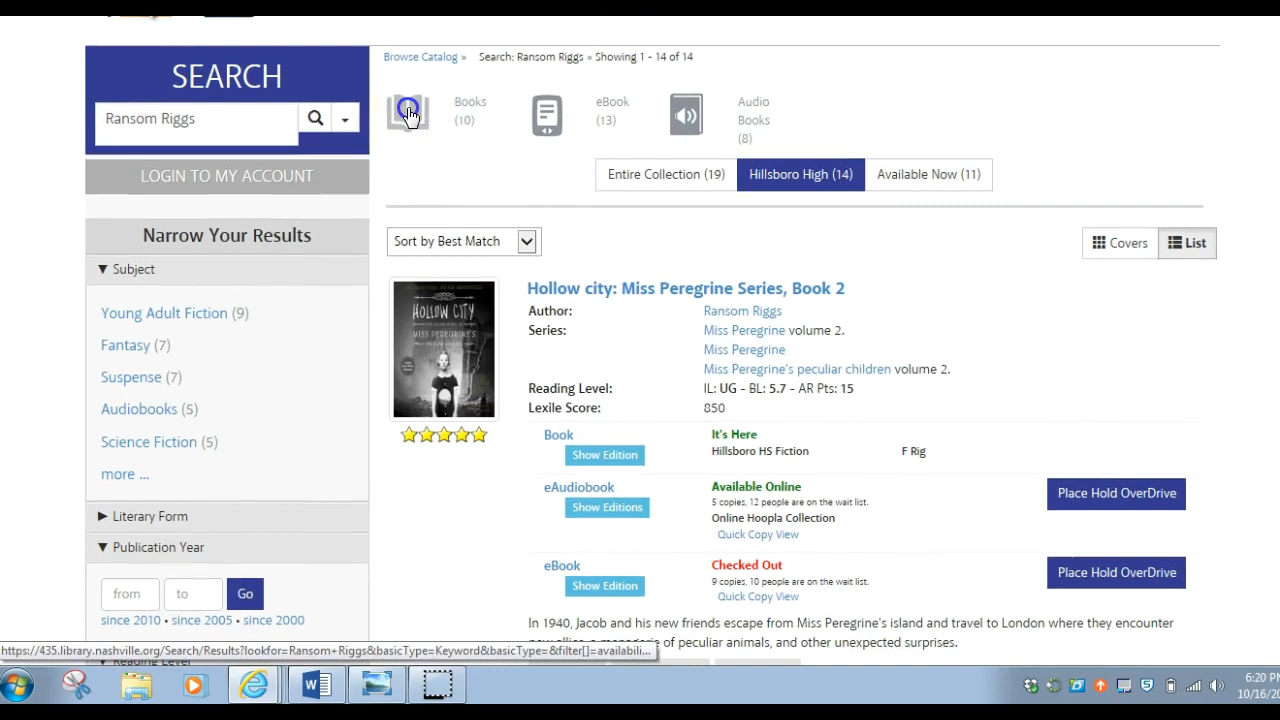 Browse Catalog » Search: Ransom Riggs » Showing 1 - 14 of 14
SEARCH
Ransom Riggs
LOGIN TO MY ACCOUNT
Books
(10)
eBook
(13)
Audio
Books
(8)
Entire Collection (19)
Hillsboro High (14)
Available Now (11)
Narrow Your Results
▼ Subject
Young Adult Fiction (9)
Fantasy (7)
Suspense (7)
Audiobooks (5)
Science Fiction (5)
more ...
► Literary Form
▼ Publication Year
from
to
Go
since 2010 • since 2005 • since 2000
Sort by Best Match
Covers
List
HOLLOW CITY
Hollow city: Miss Peregrine Series, Book 2
Author: Ransom Riggs
Series: Miss Peregrine volume 2.
Miss Peregrine
Miss Peregrine's peculiar children volume 2.
Reading Level: IL: UG - BL: 5.7 - AR Pts: 15
Lexile Score: 850
Book It's Here
Show Edition Hillsboro HS Fiction F Rig
eAudiobook Available Online
Show Editions 5 copies, 12 people are on the wait list.
Online Hoopla Collection
Quick Copy View
Place Hold OverDrive
eBook Checked Out
Show Edition 9 copies, 10 people are on the wait list.
Quick Copy View
Place Hold OverDrive
In 1940, Jacob and his new friends escape from Miss Peregrine's island and travel to London where they encounter
of peculiar animals, and other unexpected surprises.
https://435.library.nashville.org/Search/Results?lookfor=Ransom+Riggs&basicType=Keyword&basicType=&filter[]=availabili...
6:20 PM
10/16/20